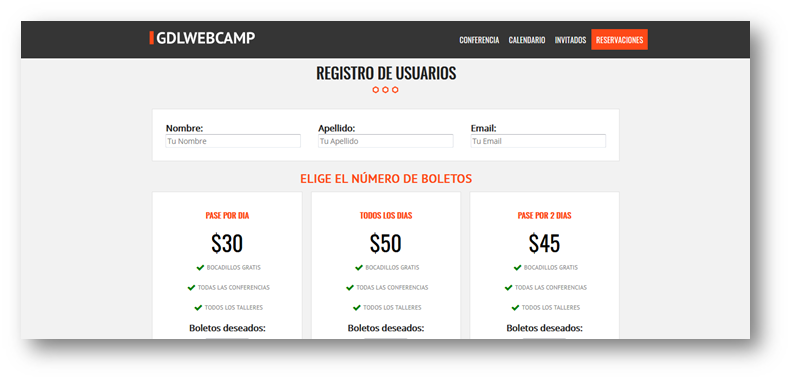 GDLWEBCAMP
CONFERENCIA CALENDARIO INVITADOS RESERVACIONES
REGISTRO DE USUARIOS
Nombre: Apellido: Email:
Tu Nombre Tu Apellido Tu Email
ELIGE EL NÚMERO DE BOLETOS
PASE POR DIA
$30
BOCADILLOS GRATIS
TODAS LAS CONFERENCIAS
TODOS LOS TALLERES
Boletos deseados:
TODOS LOS DIAS
$50
BOCADILLOS GRATIS
TODAS LAS CONFERENCIAS
TODOS LOS TALLERES
Boletos deseados:
PASE POR 2 DIAS
$45
BOCADILLOS GRATIS
TODAS LAS CONFERENCIAS
TODOS LOS TALLERES
Boletos deseados: